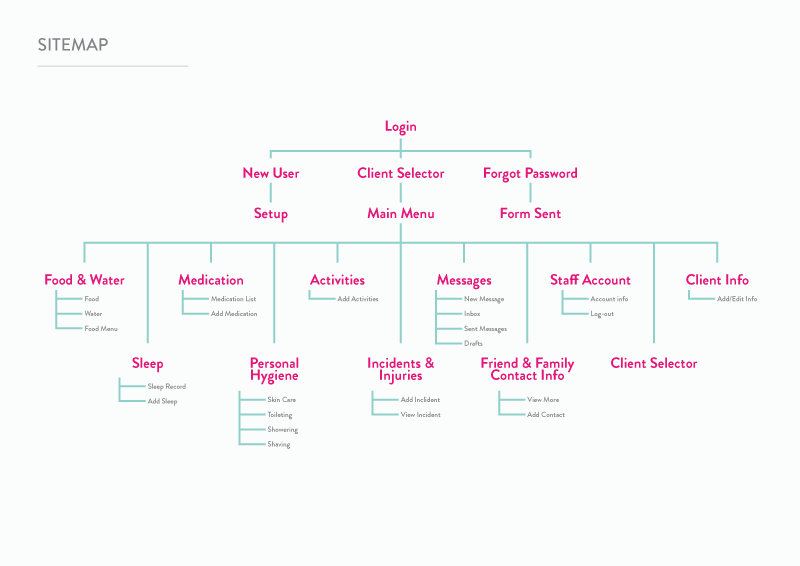 SITEMAP
Login
New User
Client Selector
Forgot Password
Setup
Main Menu
Form Sent
Food & Water
Food
Water
Food Menu
Medication
Medication List
Add Medication
Activities
Add Activities
Messages
New Message
Inbox
Sent Messages
Drafts
Staff Account
Account info
Log-out
Client Info
Add/Edit Info
Sleep
Sleep Record
Add Sleep
Personal
Hygiene
Skin Care
Toileting
Showering
Shaving
Incidents &
Injuries
Add Inclident
View Incident
Friend & Family
Contact Info
View More
Add Contact
Client Selector